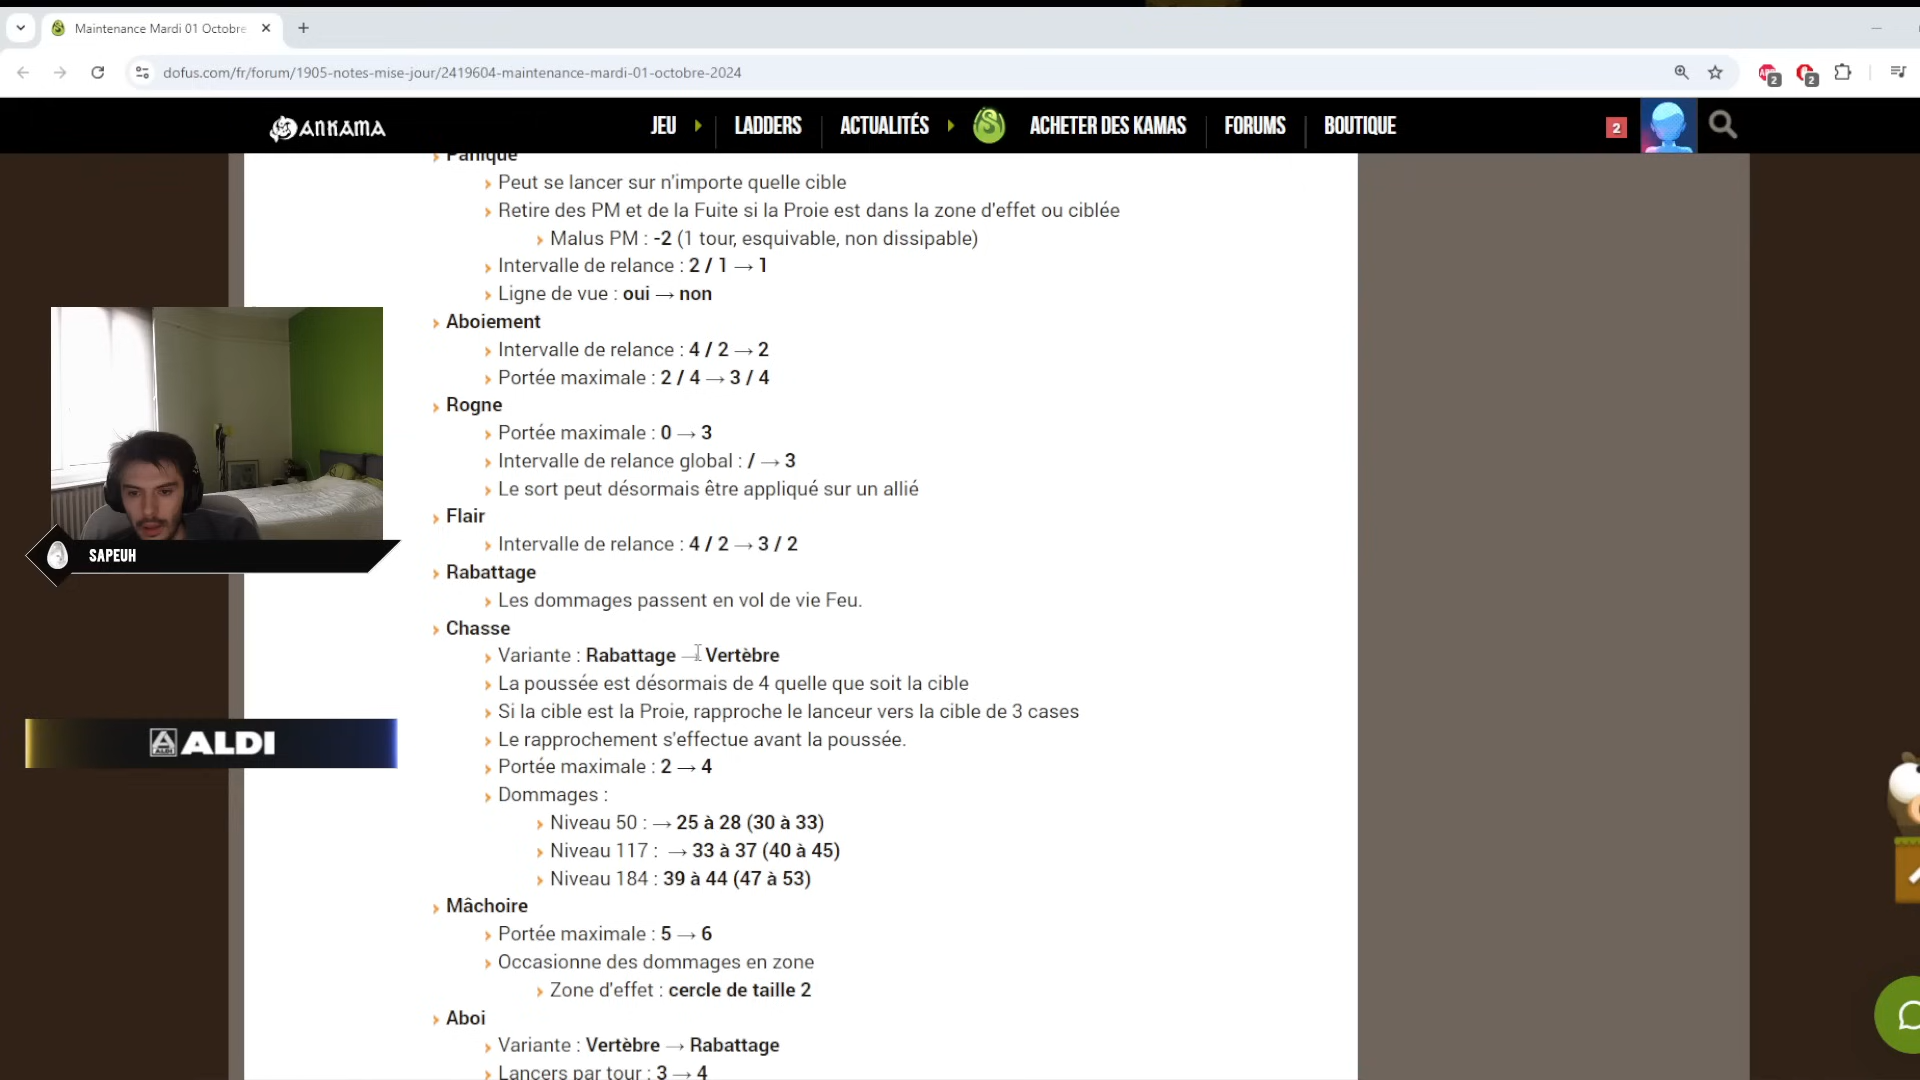 Maintenance Mardi 01 Octobre
dofus.com/fr/forum/1905-notes-mise-jour/2419604-maintenance-mardi-01-octobre-2024
2
2
ANKAMA
JEU
LADDERS
ACTUALITÉS
ACHETER DES KAMAS
FORUMS
BOUTIQUE
2
Panique
Peut se lancer sur n'importe quelle cible
Retire des PM et de la Fuite si la Proie est dans la zone d'effet ou ciblée
Malus PM : -2 (1 tour, esquivable, non dissipable)
Intervalle de relance : 2 / 1 → 1
Ligne de vue : oui → non
Aboiement
Intervalle de relance : 4 / 2 → 2
Portée maximale : 2 / 4 → 3 / 4
Rogne
Portée maximale : 0 → 3
Intervalle de relance global : / → 3
Le sort peut désormais être appliqué sur un allié
Flair
Intervalle de relance : 4 / 2 → 3 / 2
Rabattage
Les dommages passent en vol de vie Feu.
Chasse
Variante : Rabattage → Vertèbre
La poussée est désormais de 4 quelle que soit la cible
Si la cible est la Proie, rapproche le lanceur vers la cible de 3 cases
Le rapprochement s'effectue avant la poussée.
Portée maximale : 2 → 4
Dommages :
Niveau 50 : → 25 à 28 (30 à 33)
Niveau 117 : → 33 à 37 (40 à 45)
Niveau 184 : 39 à 44 (47 à 53)
Mâchoire
Portée maximale : 5 → 6
Occasionne des dommages en zone
Zone d'effet : cercle de taille 2
Aboi
Variante : Vertèbre → Rabattage
Lancers par tour : 3 → 4
SAPEUH
ALDI